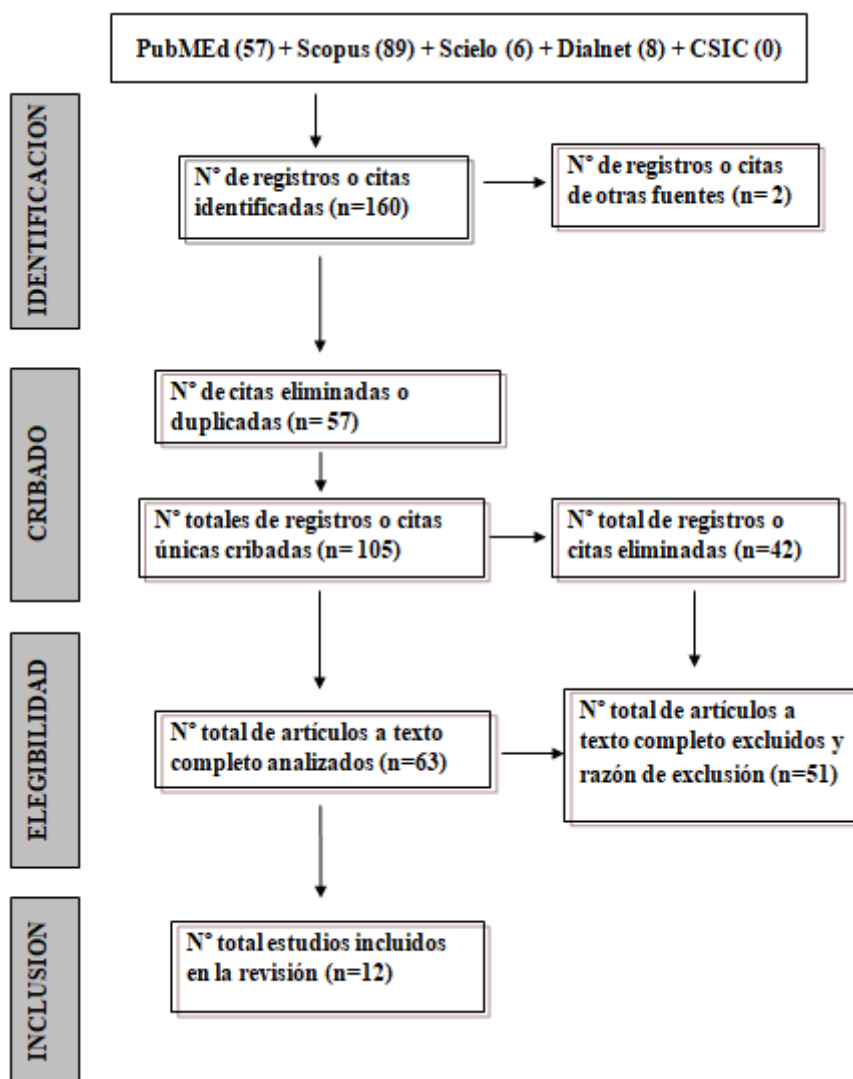 PubMEd (57) + Scopus (89) + Scielo (6) + Dialnet (8) + CSIC (0)
IDENTIFICACION
N° de registros o citas
identificadas (n=160)
N° de registros o citas
de otras fuentes (n= 2)
CRIBADO
N° de citas eliminadas o
duplicadas (n= 57)
N° totales de registros o citas
únicas cribadas (n= 105)
N° total de registros o
citas eliminadas (n=42)
ELEGIBILIDAD
N° total de artículos a texto
completo analizados (n=63)
N° total de artículos a
texto completo excluidos y
razón de exclusión (n=51)
INCLUSION
N° total estudios incluidos
en la revisión (n=12)